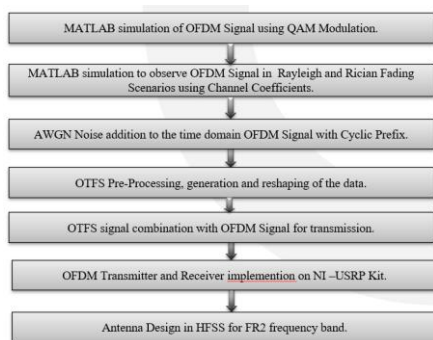 MATLAB simulation of OFDM Signal using QAM Modulation.
MATLAB simulation to observe OFDM Signal in Rayleigh and Rician Fading
Scenarios using Channel Coefficients.
AWGN Noise addition to the time domain OFDM Signal with Cyclic Prefix.
OTFS Pre-Processing, generation and reshaping of the data.
OTFS signal combination with OFDM Signal for transmission.
OFDM Transmitter and Receiver implemention on NI –USRP Kit.
Antenna Design in HFSS for FR2 frequency band.